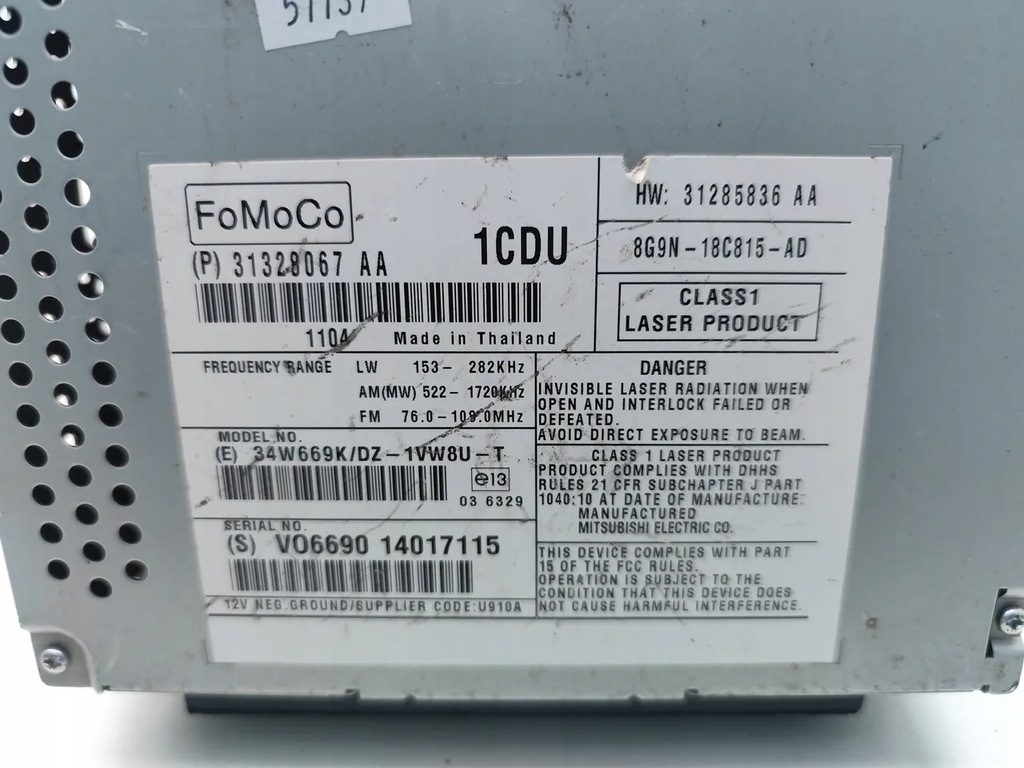 51737
FoMoCo
(P) 31328067 AA
1CDU
1104 Made in Thailand
HW: 31285836 AA
8G9N-18C815-AD
CLASS1
LASER PRODUCT
FREQUENCY RANGE LW 153- 282KHz
AM(MW) 522- 1720KHz
FM 76.0-108.0MHz
MODEL NO.
(E) 34W669K/DZ-1VW8U-T
e13
03 6329
SERIAL NO.
(S) VO6690 14017115
12V NEG.GROUND/SUPPLIER CODE:U910A
DANGER
INVISIBLE LASER RADIATION WHEN
OPEN AND INTERLOCK FAILED OR
DEFEATED.
AVOID DIRECT EXPOSURE TO BEAM.
CLASS 1 LASER PRODUCT
PRODUCT COMPLIES WITH DHHS
RULES 21 CFR SUBCHAPTER J PART
1040:10 AT DATE OF MANUFACTURE.
MANUFACTURED
MITSUBISHI ELECTRIC CO.
THIS DEVICE COMPLIES WITH PART
15 OF THE FCC RULES.
OPERATION IS SUBJECT TO THE
CONDITION THAT THIS DEVICE DOES
NOT CAUSE HARMFUL INTERFERENCE.